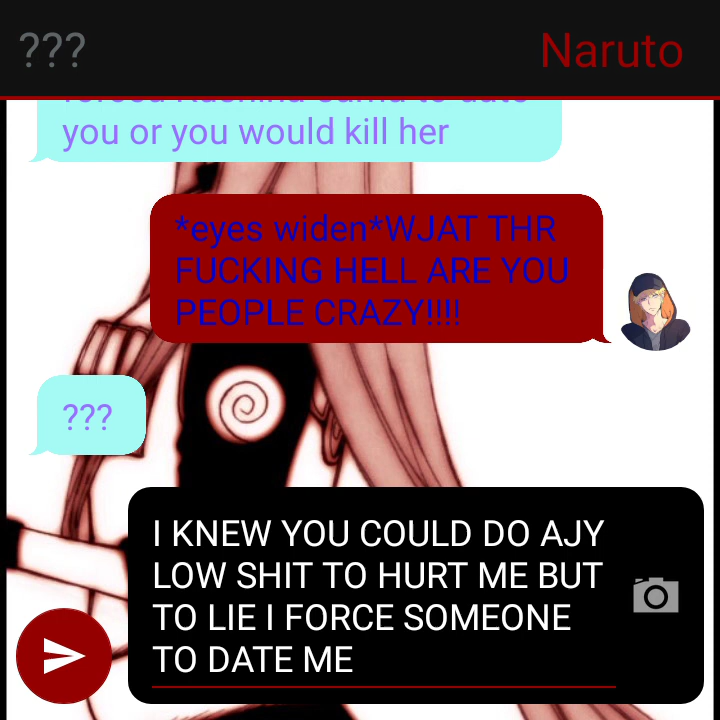 ??? Naruto
you or you would kill her
*eyes widen*WJAT THR
FUCKING HELL ARE YOU
PEOPLE CRAZY!!!!
???
I KNEW YOU COULD DO AJY
LOW SHIT TO HURT ME BUT
TO LIE I FORCE SOMEONE
TO DATE ME